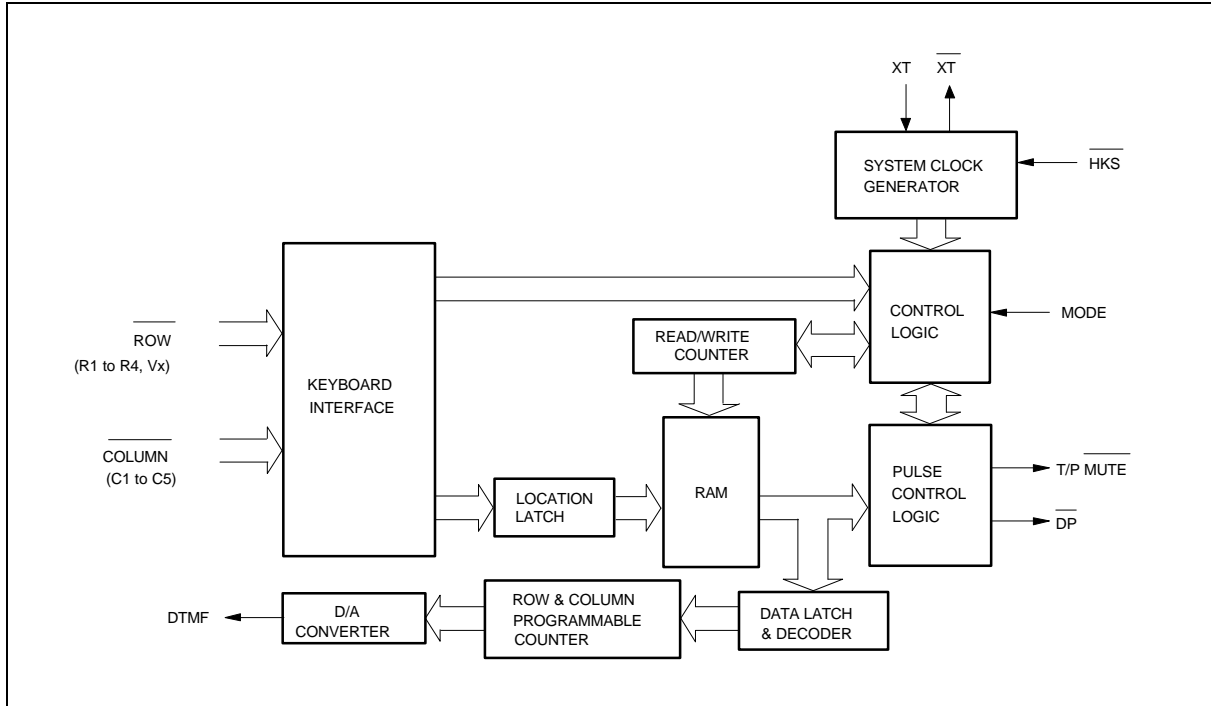 XT XT
SYSTEM CLOCK
GENERATOR
HKS
ROW
(R1 to R4, Vx)
COLUMN
(C1 to C5)
KEYBOARD
INTERFACE
READ/WRITE
COUNTER
CONTROL
LOGIC
MODE
LOCATION
LATCH
RAM
PULSE
CONTROL
LOGIC
T/P MUTE
DP
DTMF
D/A
CONVERTER
ROW & COLUMN
PROGRAMMABLE
COUNTER
DATA LATCH
& DECODER